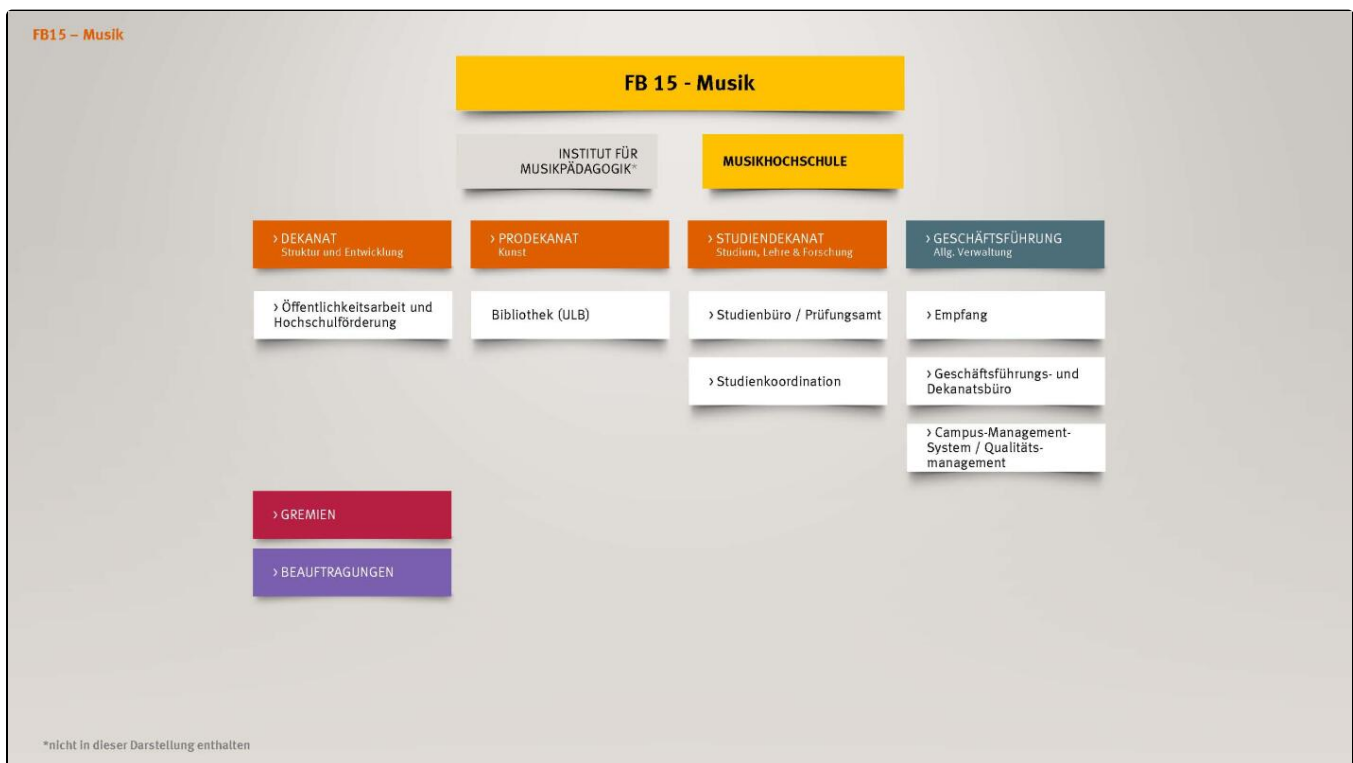 FB15 – Musik
FB 15 - Musik
INSTITUT FÜR
MUSIKPÄDAGOGIK*
MUSIKHOCHSCHULE
> DEKANAT
Struktur und Entwicklung
> PRODEKANAT
Kunst
> STUDIENDEKANAT
Studium, Lehre & Forschung
> GESCHÄFTSFÜHRUNG
Allg. Verwaltung
> Öffentlichkeitsarbeit und
Hochschulförderung
Bibliothek (ULB)
> Studienbüro / Prüfungsamt
> Empfang
> Studienkoordination
> Geschäftsführungs- und
Dekanatsbüro
> Campus-Management-
System / Qualitäts-
management
> GREMIEN
> BEAUFTRAGUNGEN
*nicht in dieser Darstellung enthalten